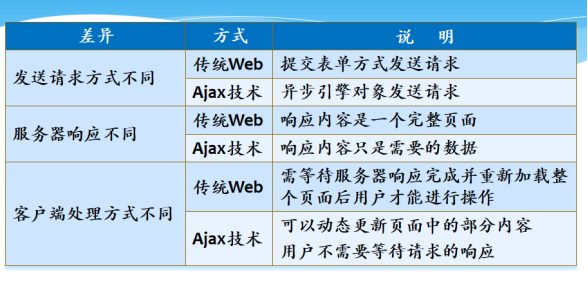 差异 方式 说 明
发送请求方式不同 传统Web 提交表单方式发送请求
Ajax技术 异步引擎对象发送请求
服务器响应不同 传统Web 响应内容是一个完整页面
Ajax技术 响应内容只是需要的数据
客户端处理方式不同 传统Web 需等待服务器响应完成并重新加载整
个页面后用户才能进行操作
Ajax技术 可以动态更新页面中的部分内容
用户不需要等待请求的响应